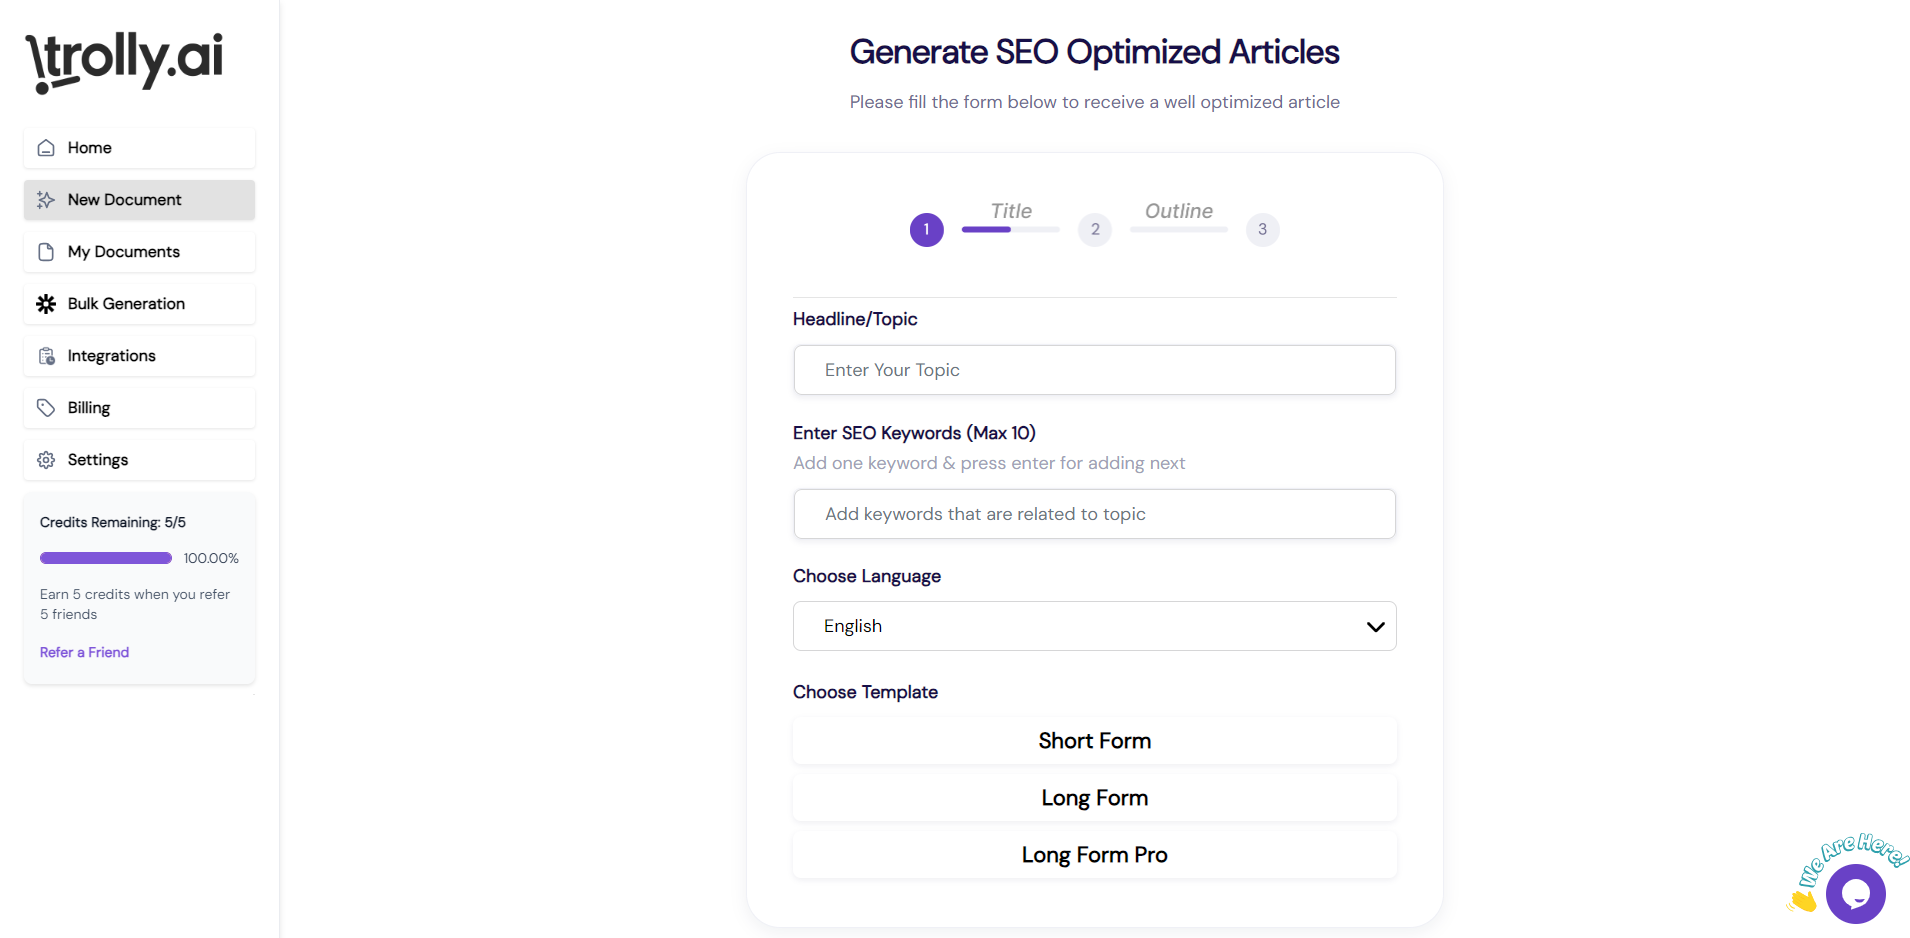 trolly.ai
Home
New Document
My Documents
Bulk Generation
Integrations
Billing
Settings
Credits Remaining: 5/5
100.00%
Earn 5 credits when you refer
5 friends
Refer a Friend
Generate SEO Optimized Articles
Please fill the form below to receive a well optimized article
1
Title
2
Outline
3
Headline/Topic
Enter Your Topic
Enter SEO Keywords (Max 10)
Add one keyword & press enter for adding next
Add keywords that are related to topic
Choose Language
English
Choose Template
Short Form
Long Form
Long Form Pro
We Are Here!